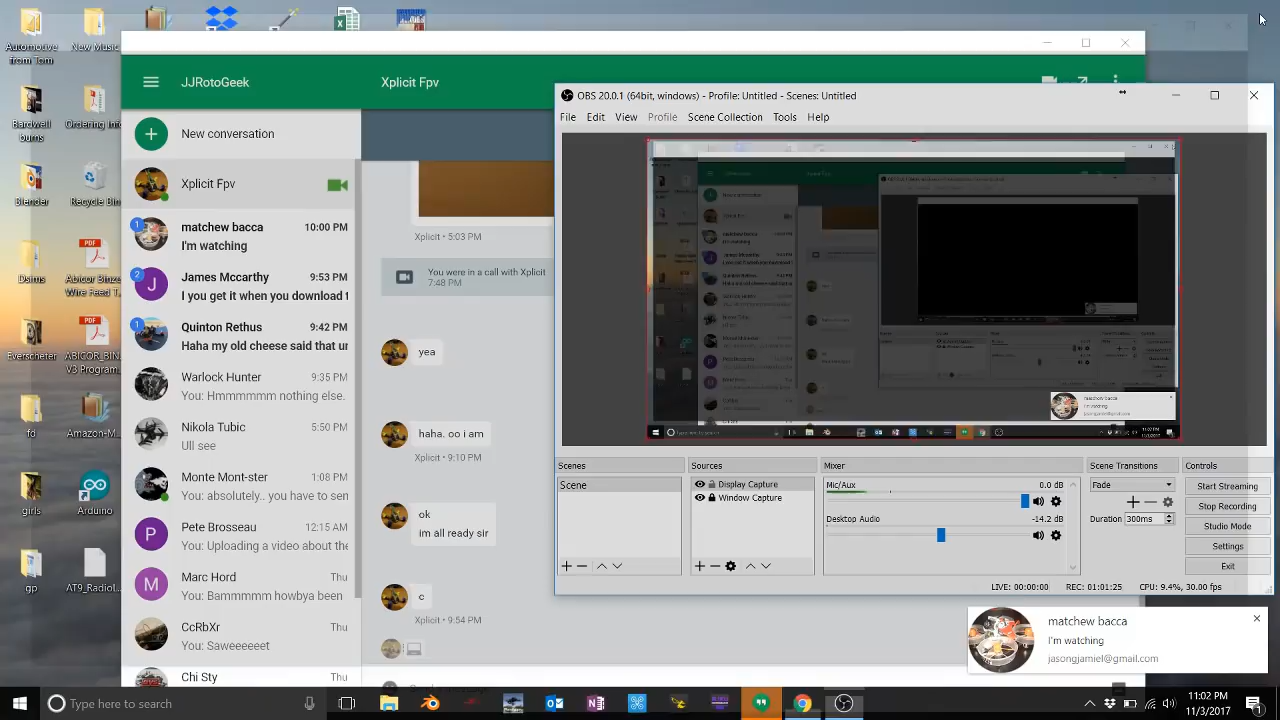 Automotive from Tom
New Music
Bardwell burns
Ordering Info
Blender
Recycle Bin
Dsims
Abicor Binze
Wire Feed T
Everscheter
ABICOR_BINZ
V3 Program
Amazon-M
girls
Arduino
gp
AT9_RadioL
JJRotoGeek
New conversation
Xplicit Fpv
matchew bacca 10:00 PM
I'm watching
1
James Mccarthy 9:53 PM
I you get it when you download t
2
J
Quinton Rethus 9:42 PM
Haha my old cheese said that ur
1
Warlock Hunter 9:35 PM
You: Hmmmmmm nothing else.
Nikola Tubic 5:50 PM
Ull see
Monte Mont-ster 1:08 PM
You: absolutely.. you have to sen
Pete Brosseau 12:15 AM
You: Uploading a video about the
P
Marc Hord Thu
You: Bammmmm howbya been
M
CcRbXr Thu
You: Saweeeeeet
Chi Sty Thu
Xplicit Fpv
Xplicit • 5:03 PM
You were in a call with Xplicit
7:48 PM
yea
haha. oo i am
Xplicit • 9:10 PM
ok
im all ready sir
c
Xplicit • 9:54 PM
OBS 20.0.1 (64bit, windows) - Profile: Untitled - Scenes: Untitled
File Edit View Profile Scene Collection Tools Help
Scenes
Scene
Sources
Display Capture
Window Capture
Mixer
Mic/Aux 0.0 dB
Desktop Audio -14.2 dB
Scene Transitions
Fade
Duration 300ms
Controls
Start Streaming
Stop Recording
Studio Mode
Settings
Exit
LIVE: 00:00:00 REC: 00:01:25 CPU: 9.4%, 30.00 fps
matchew bacca
I'm watching
jasongjamiel@gmail.com
Type here to search
11:02 PM
11/3/2017